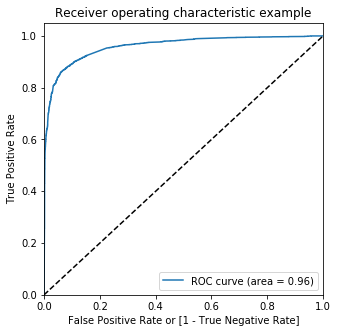 Receiver operating characteristic example
1.0
0.8
0.6
0.4
0.2
0.0
True Positive Rate
ROC curve (area = 0.96)
0.0 0.2 0.4 0.6 0.8 1.0
False Positive Rate or [1 - True Negative Rate]